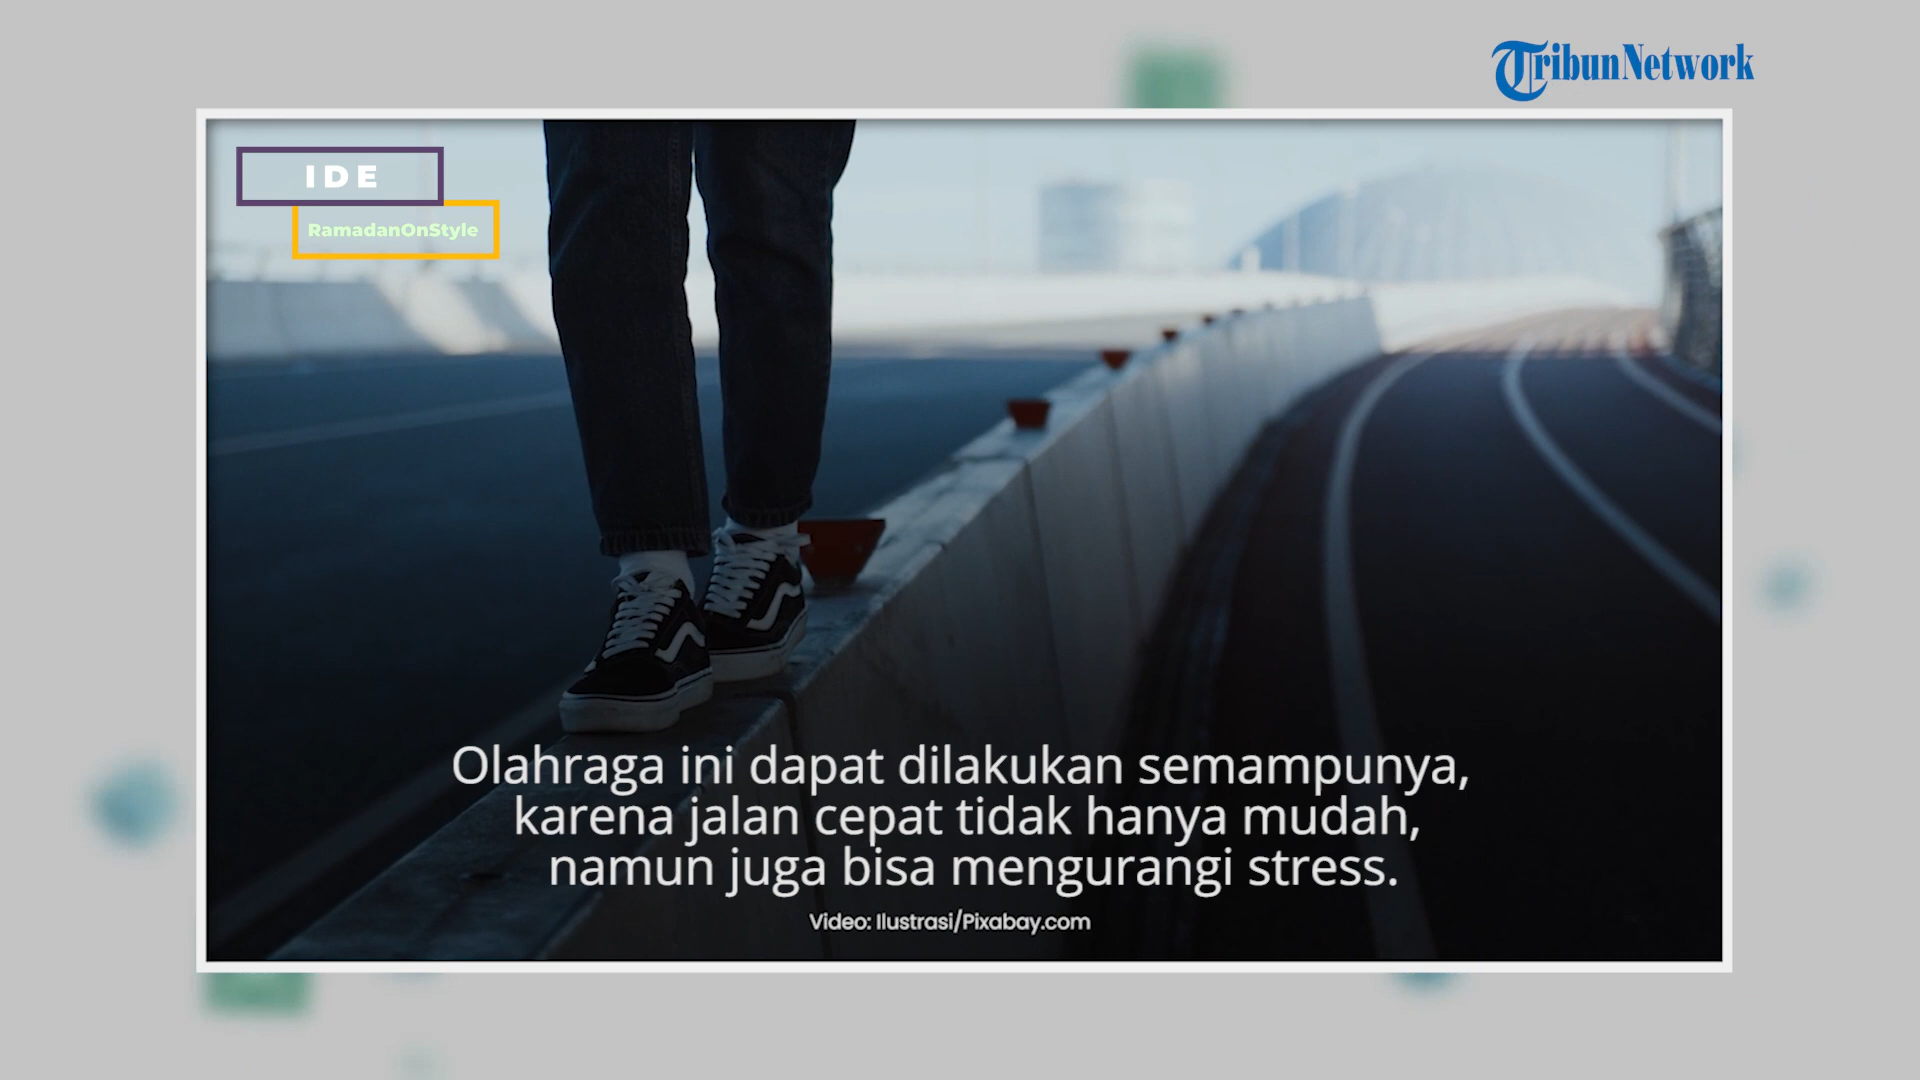 TribunNetwork
IDE
RamadanOnStyle
Olahraga ini dapat dilakukan semampunya,
karena jalan cepat tidak hanya mudah,
namun juga bisa mengurangi stress.
Video: Ilustrasi/Pixabay.com